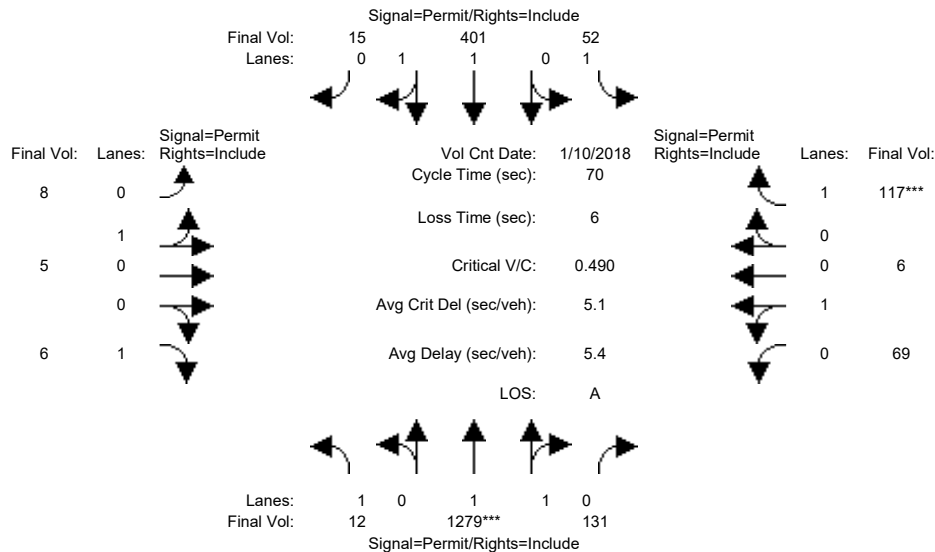 Signal=Permit/Rights=Include
Final Vol: 15 401 52
Lanes: 0 1 1 0 1
Signal=Permit Signal=Permit
Final Vol: Lanes: Rights=Include Vol Cnt Date: 1/10/2018 Rights=Include Lanes: Final Vol:
Cycle Time (sec): 70
8 0 1 117***
Loss Time (sec): 6
1 0
5 0 Critical V/C: 0.490 0 6
0 Avg Crit Del (sec/veh): 5.1 1
6 1 Avg Delay (sec/veh): 5.4 0 69
LOS: A
Lanes: 1 0 1 1 0
Final Vol: 12 1279*** 131
Signal=Permit/Rights=Include